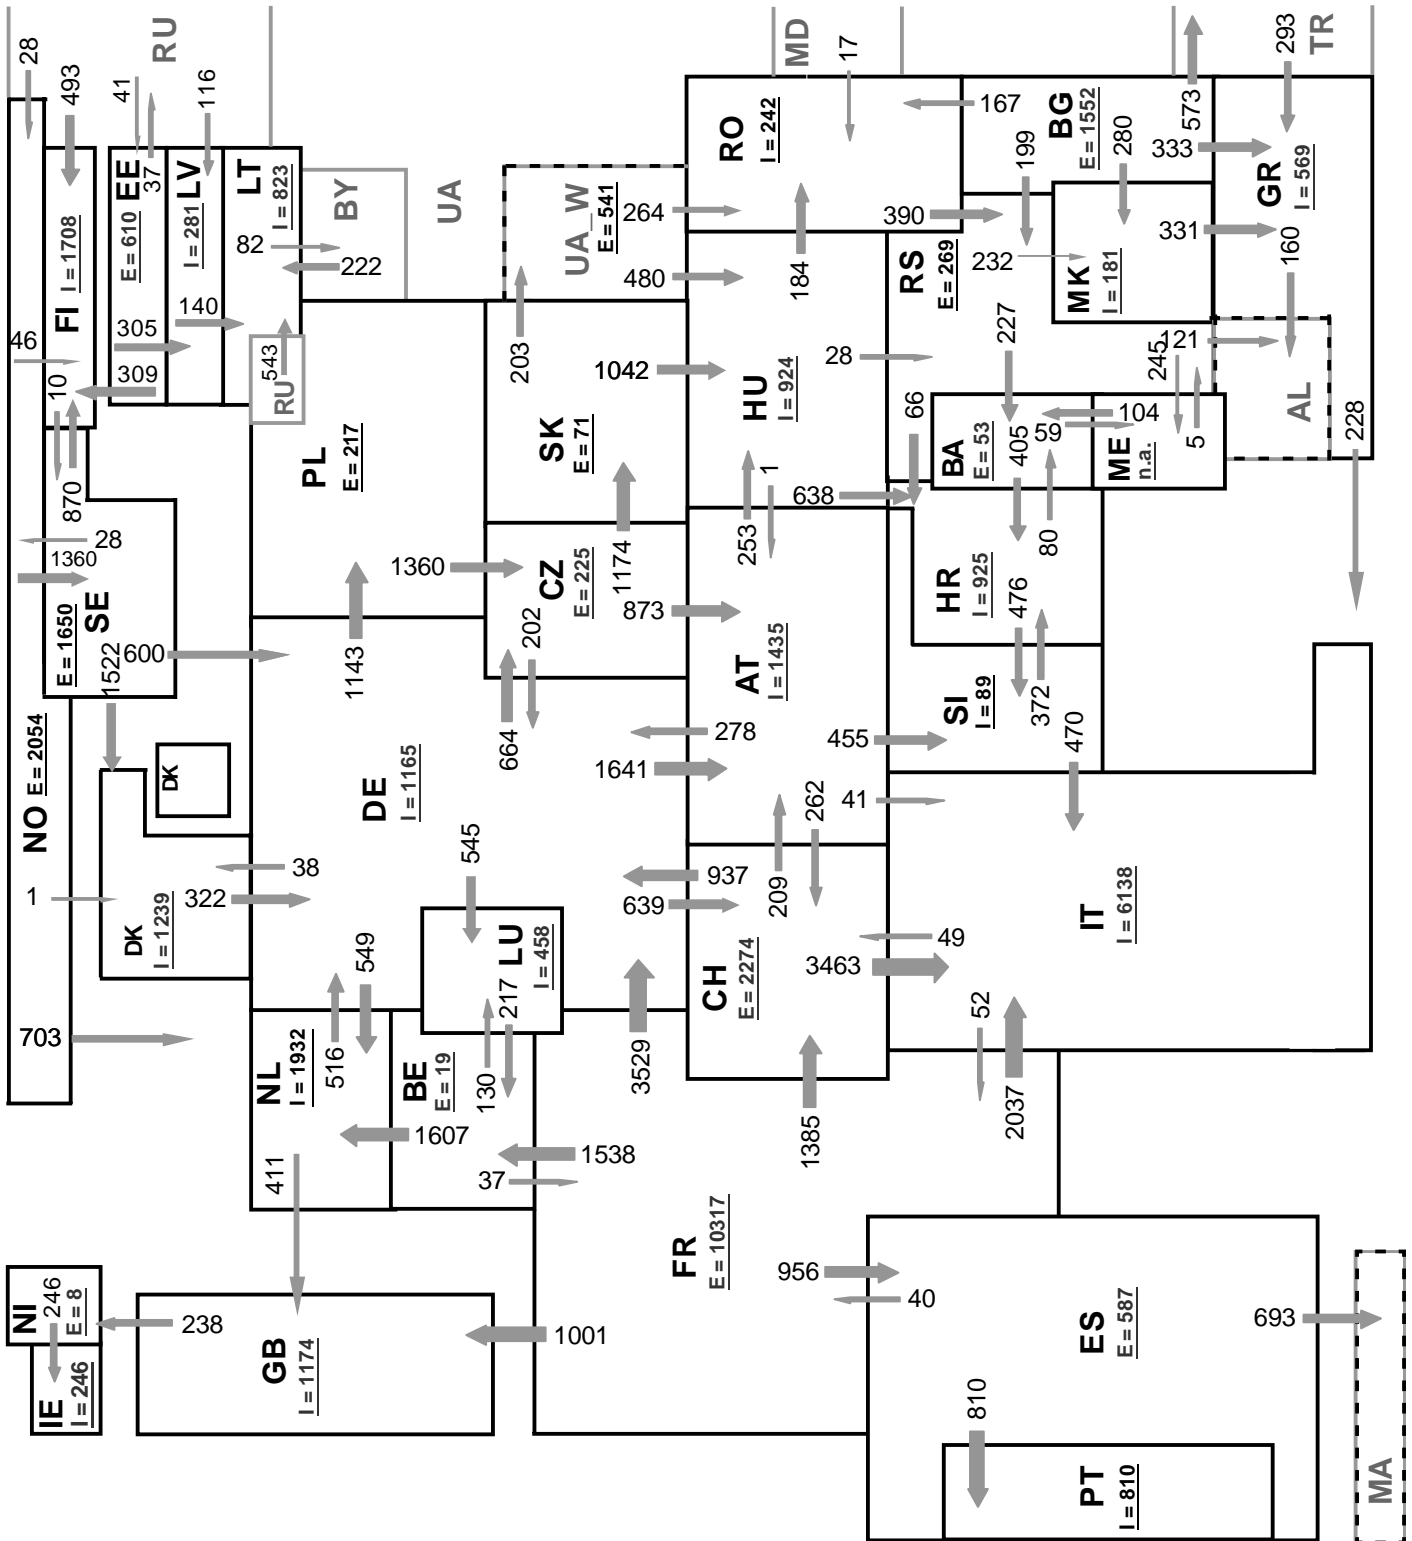 28
493
41
RU
116
MD
17
573
293
TR
46
FI
I = 1708
EE
E = 610
37
LV
I = 281
LT
I = 823
BY
UA
82
222
140
305
309
10
870
543
RU
UA_W
E = 541
264
480
203
RO
I = 242
167
184
390
199
BG
E = 1552
280
333
GR
I = 569
331
160
RS
E = 269
232
MK
I = 181
227
245
121
AL
228
28
1360
SE
E = 1650
1522
600
PL
E = 217
SK
E = 71
1042
HU
I = 924
28
66
BA
E = 53
405
59
104
ME
n.a.
5
80
638
253
1
1174
1360
CZ
E = 225
873
202
664
1143
HR
I = 925
476
372
SI
I = 89
470
NO
E = 2054
DK
DE
I = 1165
AT
I = 1435
278
1641
455
41
262
209
1
DK
I = 1239
38
322
545
937
639
CH
E = 2274
49
3463
IT
I = 6138
703
549
516
LU
I = 458
217
130
3529
52
2037
NL
I = 1932
BE
E = 19
1607
1538
37
1385
411
FR
E = 10317
956
40
NI
246
E = 8
238
IE
I = 246
GB
I = 1174
1001
ES
E = 587
693
810
PT
I = 810
MA